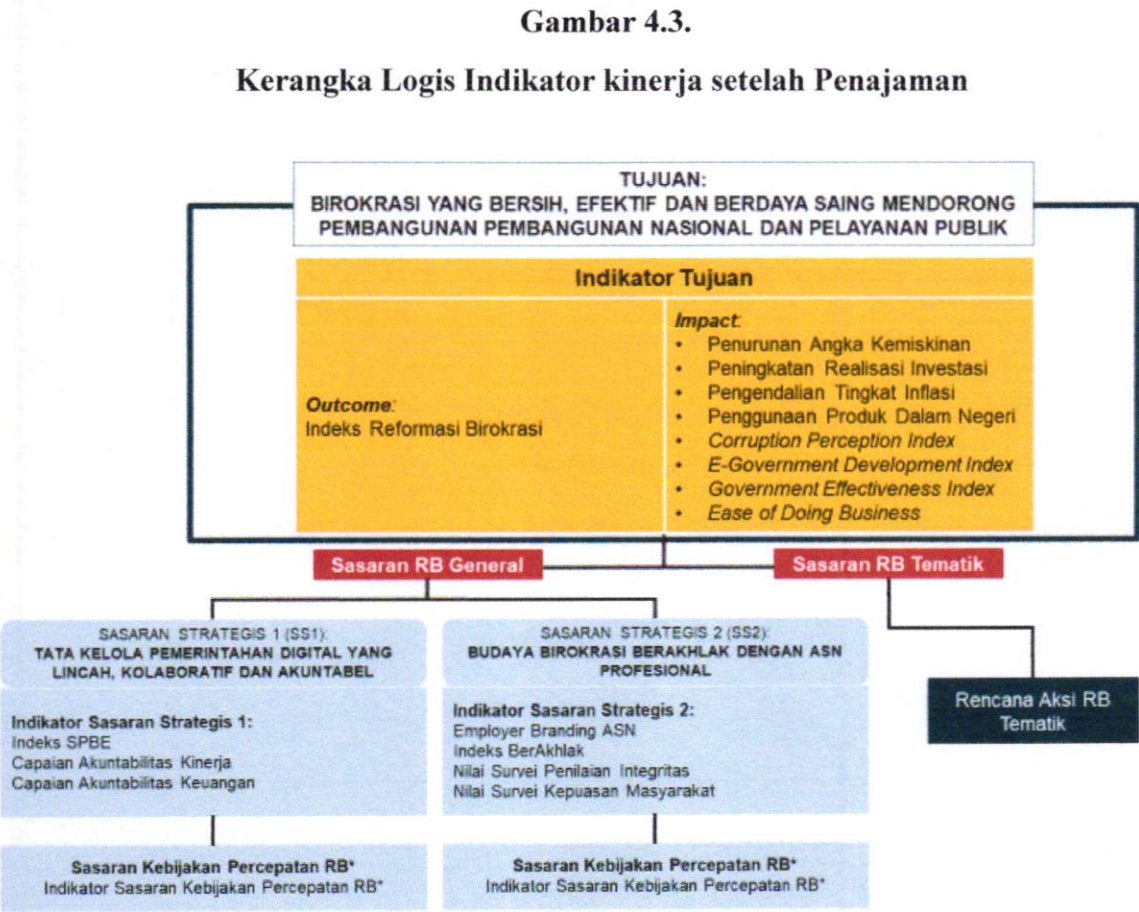 Gambar 4.3.
Kerangka Logis Indikator kinerja setelah Penajaman
TUJUAN:
BIROKRASI YANG BERSIH, EFEKTIF DAN BERDAYA SAING MENDORONG
PEMBANGUNAN PEMBANGUNAN NASIONAL DAN PELAYANAN PUBLIK
Indikator Tujuan
Outcome:
Indeks Reformasi Birokrasi
Impact:
• Penurunan Angka Kemiskinan
• Peningkatan Realisasi Investasi
• Pengendalian Tingkat Inflasi
• Penggunaan Produk Dalam Negeri
• Corruption Perception Index
• E-Government Development Index
• Government Effectiveness Index
• Ease of Doing Business
Sasaran RB General
Sasaran RB Tematik
SASARAN STRATEGIS 1 (SS1):
TATA KELOLA PEMERINTAHAN DIGITAL YANG
LINCAH, KOLABORATIF DAN AKUNTABEL
Indikator Sasaran Strategis 1:
Indeks SPBE
Capaian Akuntabilitas Kinerja
Capaian Akuntabilitas Keuangan
Sasaran Kebijakan Percepatan RB*
Indikator Sasaran Kebijakan Percepatan RB*
SASARAN STRATEGIS 2 (SS2):
BUDAYA BIROKRASI BERAKHLAK DENGAN ASN
PROFESIONAL
Indikator Sasaran Strategis 2:
Employer Branding ASN
Indeks BerAkhlak
Nilai Survei Penilaian Integritas
Nilai Survei Kepuasan Masyarakat
Sasaran Kebijakan Percepatan RB*
Indikator Sasaran Kebijakan Percepatan RB*
Rencana Aksi RB
Tematik